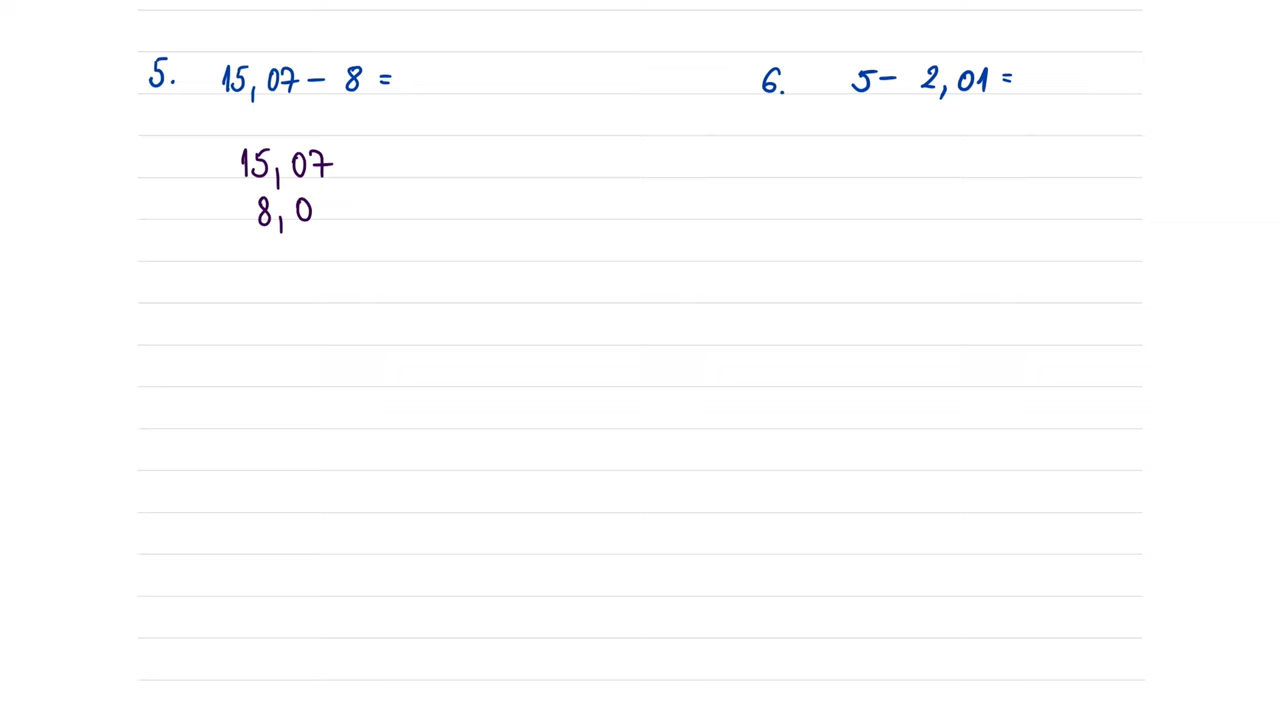 5. 15,07 - 8 =
6. 5 - 2,01 =
15,07
8,0